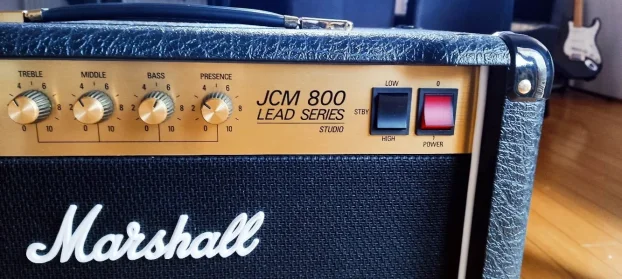 TREBLE MIDDLE BASS PRESENCE
4 6 4 6 4 6 4 6
2 8 2 8 2 8 2 8
0 10 0 10 0 10 0 10
JCM 800
LEAD SERIES
STUDIO
LOW
STBY
HIGH
0
1
POWER
Marshall